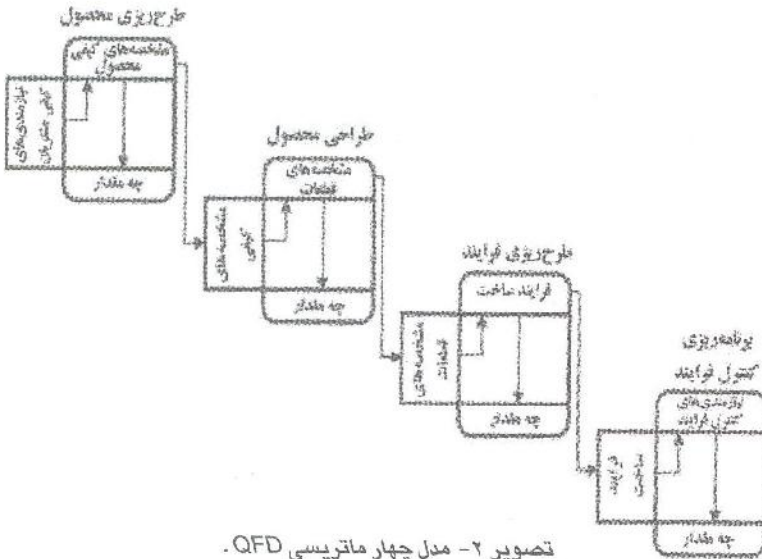 طرح‌ریزی محصول
مشخصه‌های کیفی
محصول
نیازمندی‌های
کیفی مشتریان
چه مقدار
طراحی محصول
مشخصه‌های
قطعات
مشخصه‌های
کیفی
چه مقدار
طرح‌ریزی فرایند
فرایند ساخت
مشخصه‌های
قطعات
چه مقدار
برنامه‌ریزی
کنترل فرایند
نیازمندی‌های
کنترل فرایند
فرایند
ساخت
چه مقدار
تصویر ۲- مدل چهار ماتریسی QFD.